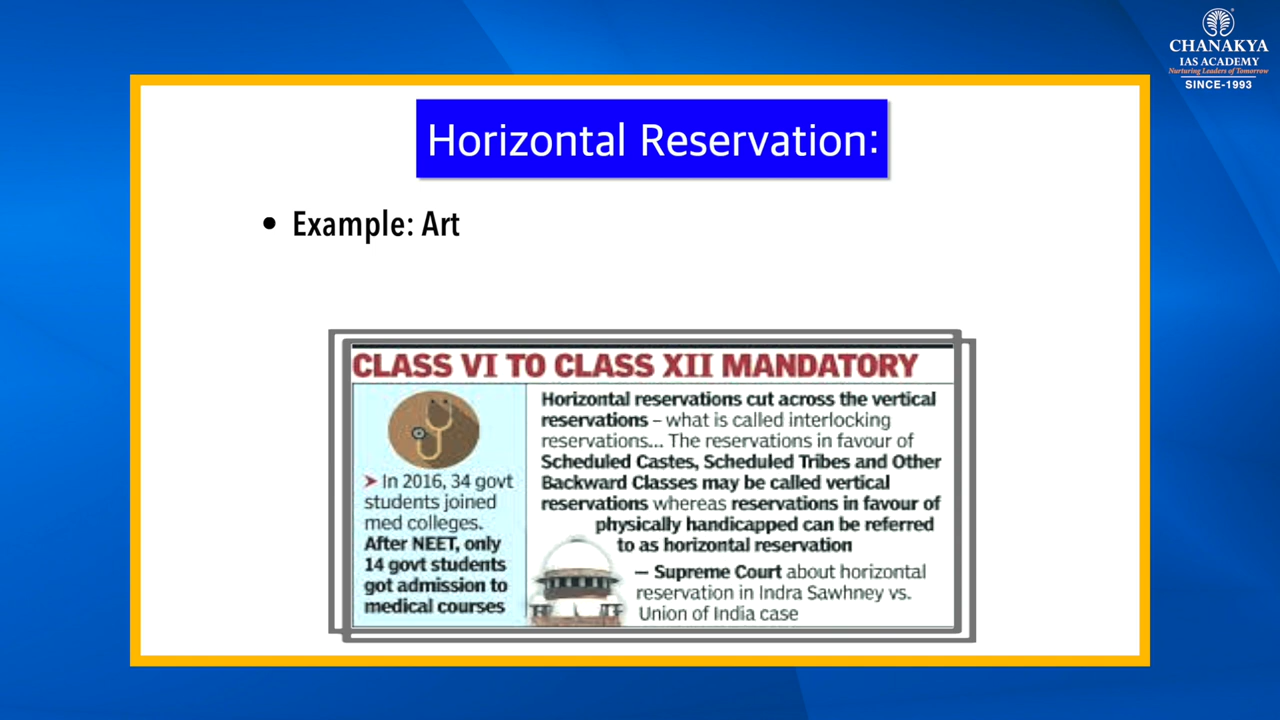 CHANAKYA
IAS ACADEMY
Nurturing Leaders of Tomorrow
SINCE-1993
Horizontal Reservation:
• Example: Art
CLASS VI TO CLASS XII MANDATORY
➤ In 2016, 34 govt
students joined
med colleges.
After NEET, only
14 govt students
got admission to
medical courses
Horizontal reservations cut across the vertical
reservations – what is called interlocking
reservations... The reservations in favour of
Scheduled Castes, Scheduled Tribes and Other
Backward Classes may be called vertical
reservations whereas reservations in favour of
physically handicapped can be referred
to as horizontal reservation
— Supreme Court about horizontal
reservation in Indra Sawhney vs.
Union of India case